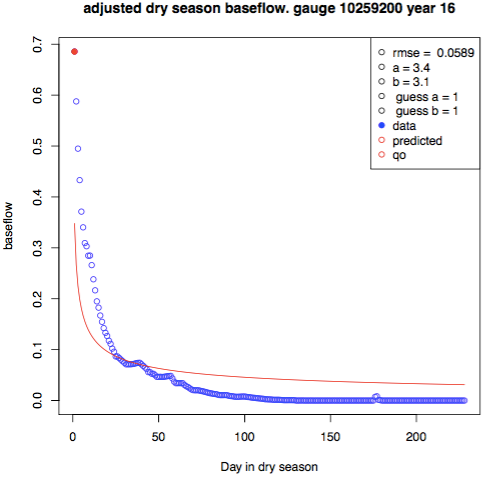 adjusted dry season baseflow. gauge 10259200 year 16
rmse = 0.0589
a = 3.4
b = 3.1
guess a = 1
guess b = 1
data
predicted
qo
baseflow
0.7
0.6
0.5
0.4
0.3
0.2
0.1
0.0
0 50 100 150 200
Day in dry season